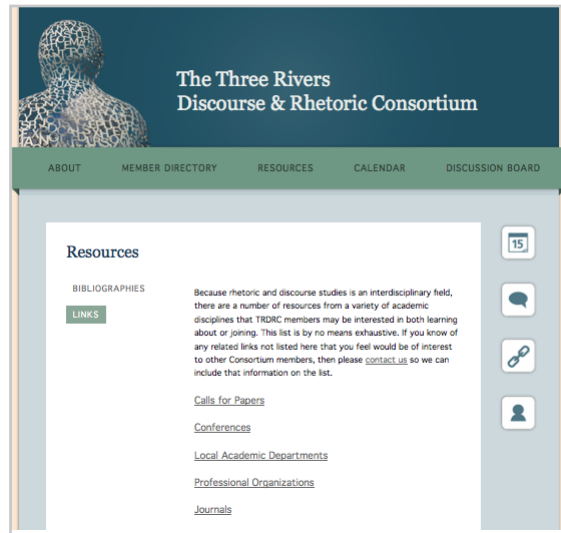 The Three Rivers
Discourse & Rhetoric Consortium
ABOUT MEMBER DIRECTORY RESOURCES CALENDAR DISCUSSION BOARD
Resources
BIBLIOGRAPHIES
LINKS
Because rhetoric and discourse studies is an interdisciplinary field,
there are a number of resources from a variety of academic
disciplines that TRDRC members may be interested in both learning
about or joining. This list is by no means exhaustive. If you know of
any related links not listed here that you feel would be of interest
to other Consortium members, then please contact us so we can
include that information on the list.
Calls for Papers
Conferences
Local Academic Departments
Professional Organizations
Journals
15